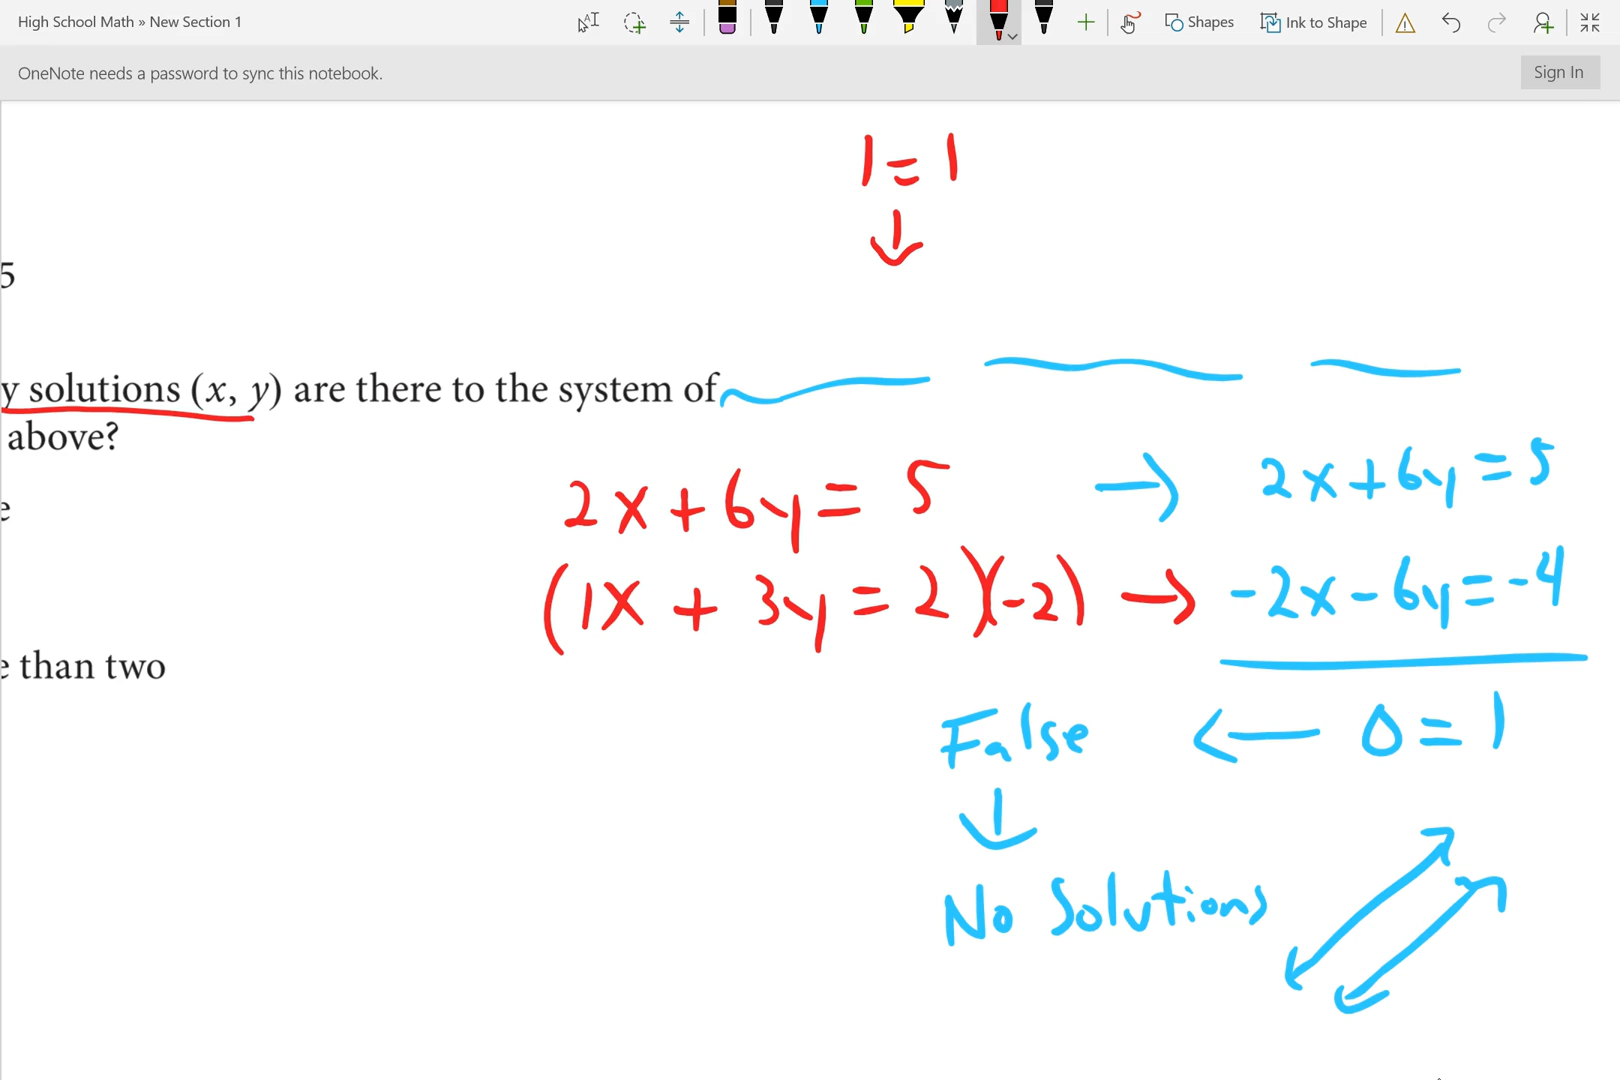 High School Math » New Section 1
Shapes
Ink to Shape
OneNote needs a password to sync this notebook.
Sign In
1 = 1
5
y solutions (x, y) are there to the system of
above?
2x + 6y = 5 → 2x + 6y = 5
e
(1x + 3y = 2)(-2) → -2x - 6y = -4
e than two
False ← 0 = 1
No Solutions